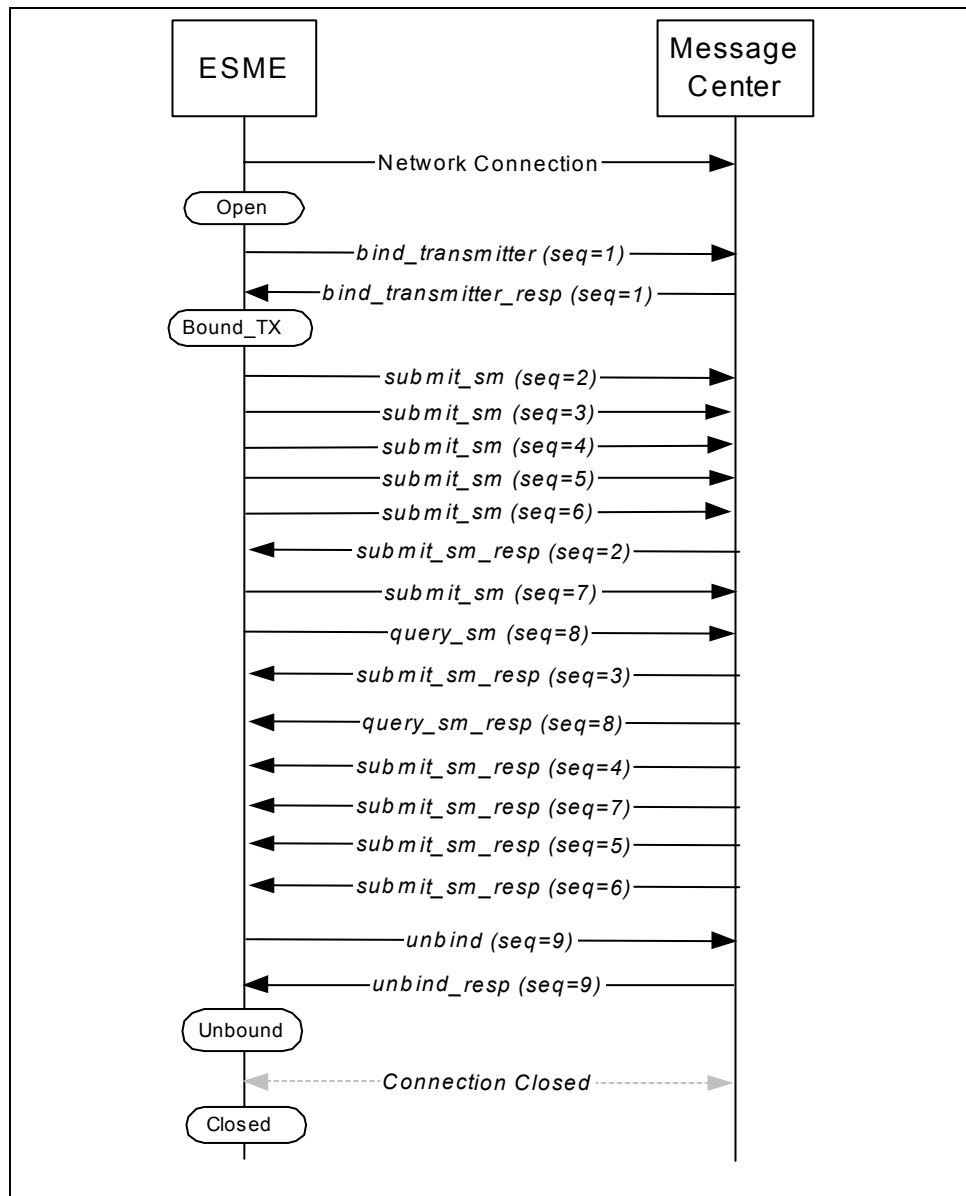 ESME
Message
Center
Network Connection
Open
bind_transmitter (seq=1)
bind_transmitter_resp (seq=1)
Bound_TX
submit_sm (seq=2)
submit_sm (seq=3)
submit_sm (seq=4)
submit_sm (seq=5)
submit_sm (seq=6)
submit_sm_resp (seq=2)
submit_sm (seq=7)
query_sm (seq=8)
submit_sm_resp (seq=3)
query_sm_resp (seq=8)
submit_sm_resp (seq=4)
submit_sm_resp (seq=7)
submit_sm_resp (seq=5)
submit_sm_resp (seq=6)
unbind (seq=9)
unbind_resp (seq=9)
Unbound
Connection Closed
Closed